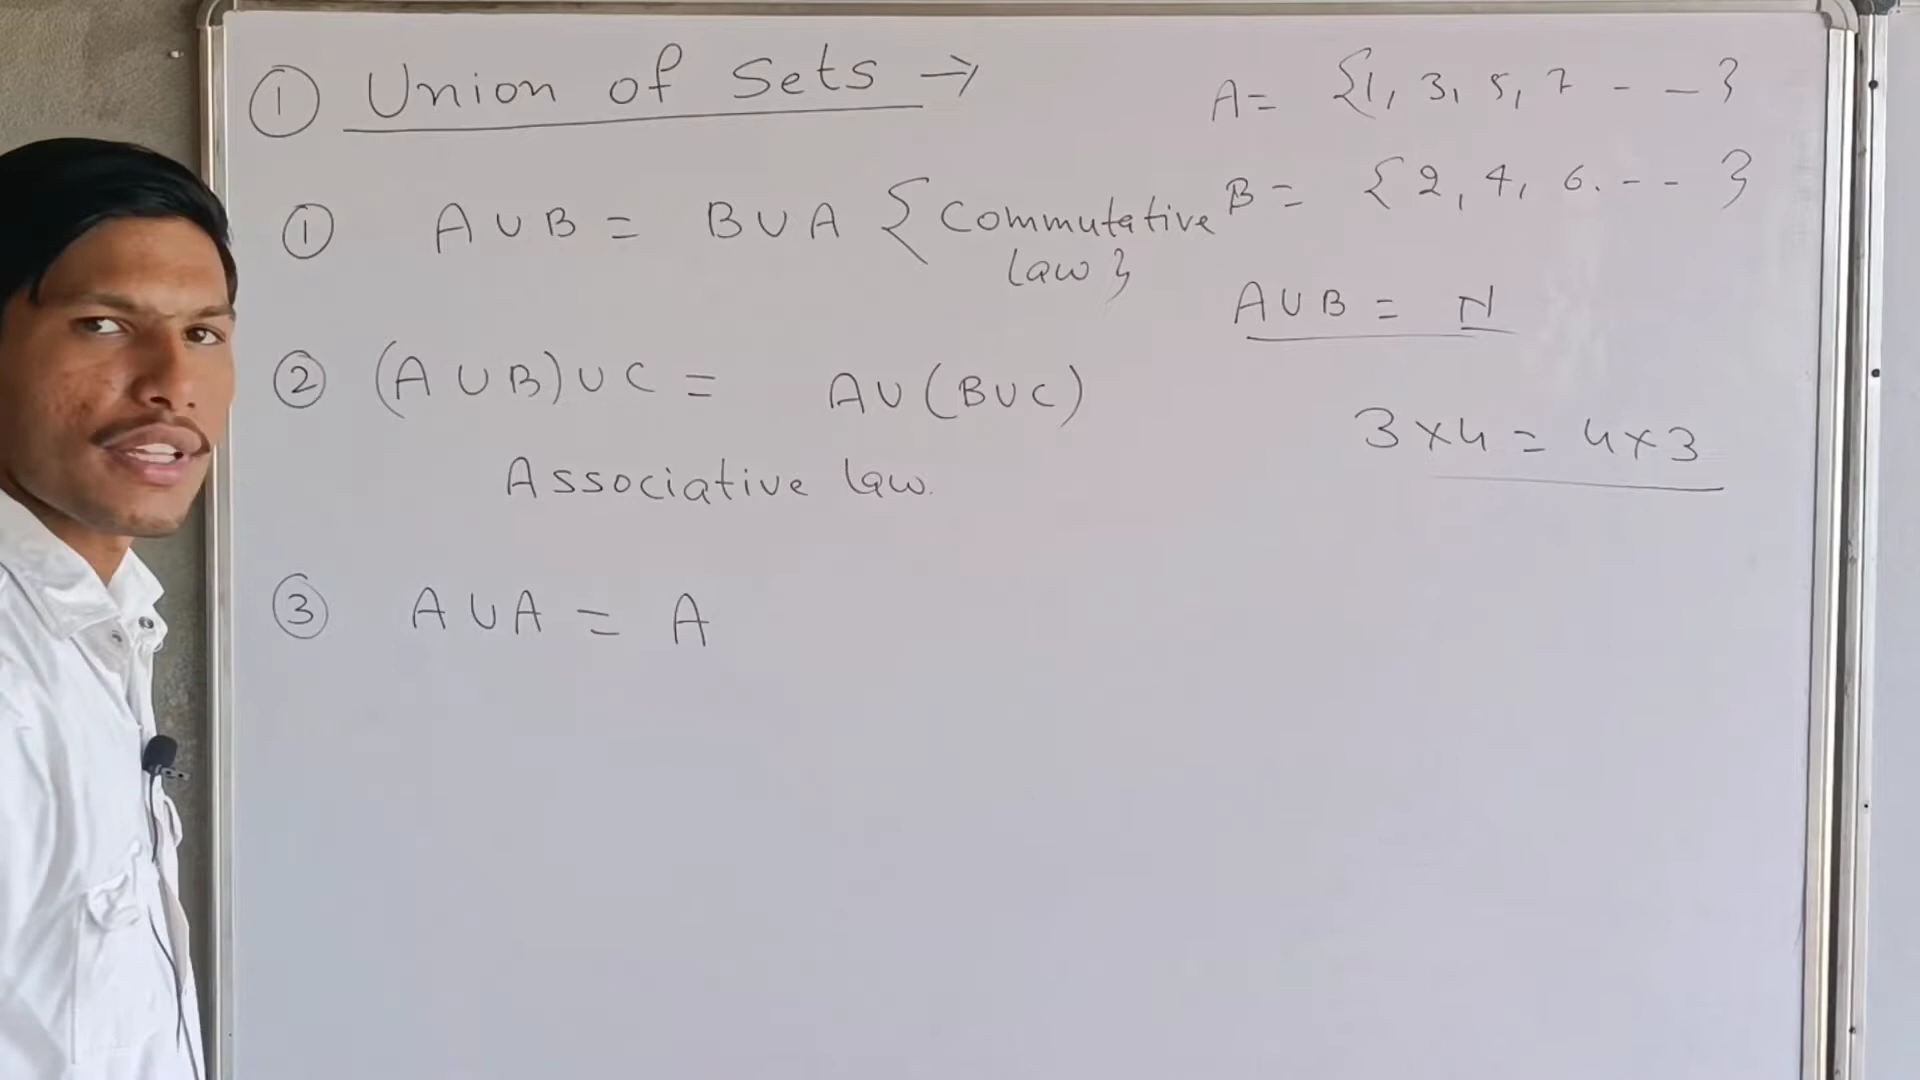 ① Union of Sets →
① A ∪ B = B ∪ A { Commutative
law }
② (A ∪ B) ∪ C = A ∪ (B ∪ C)
Associative law.
③ A ∪ A = A
A = {1, 3, 5, 7 - - }
B = { 2, 4, 6. - - }
A ∪ B = N
3 × 4 = 4 × 3